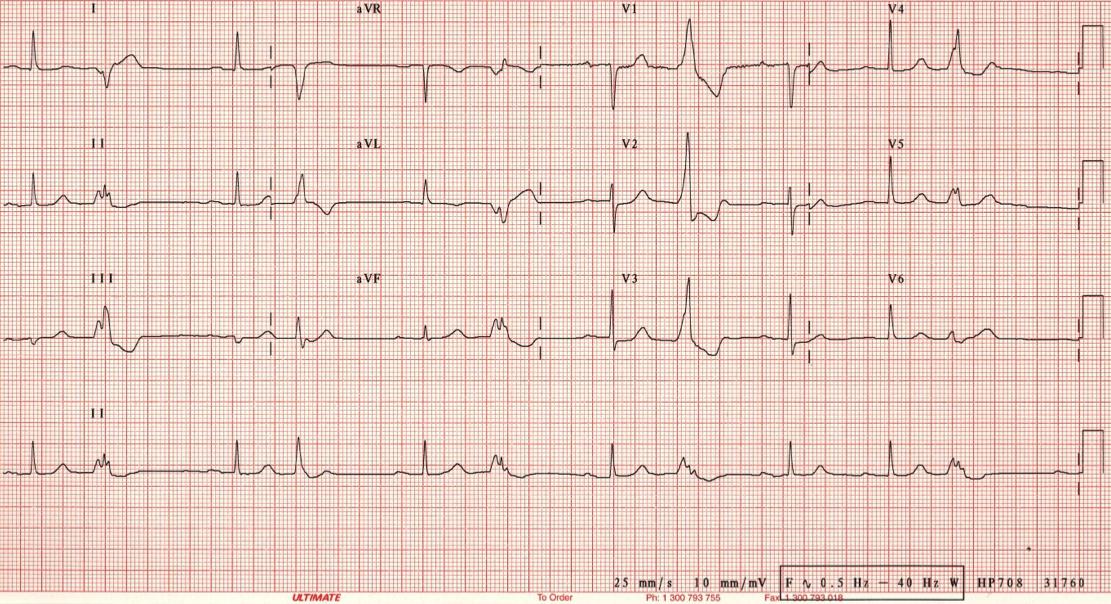 I aVR V1 V4
II aVL V2 V5
III aVF V3 V6
II
25 mm/s 10 mm/mV F ∿ 0.5 Hz — 40 Hz W HP708 31760
ULTIMATE To Order Ph: 1 300 793 755 Fax 1 300 793 018